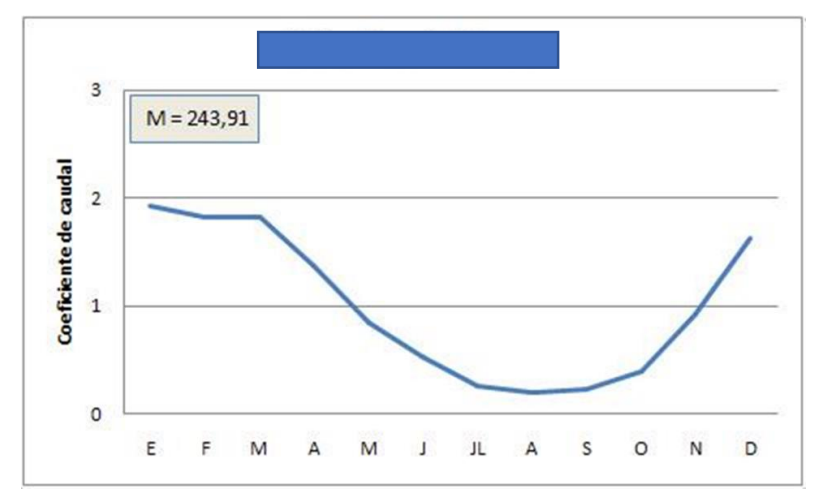 3
M = 243,91
2
Coeficiente de caudal
1
0
E F M A M J JL A S O N D